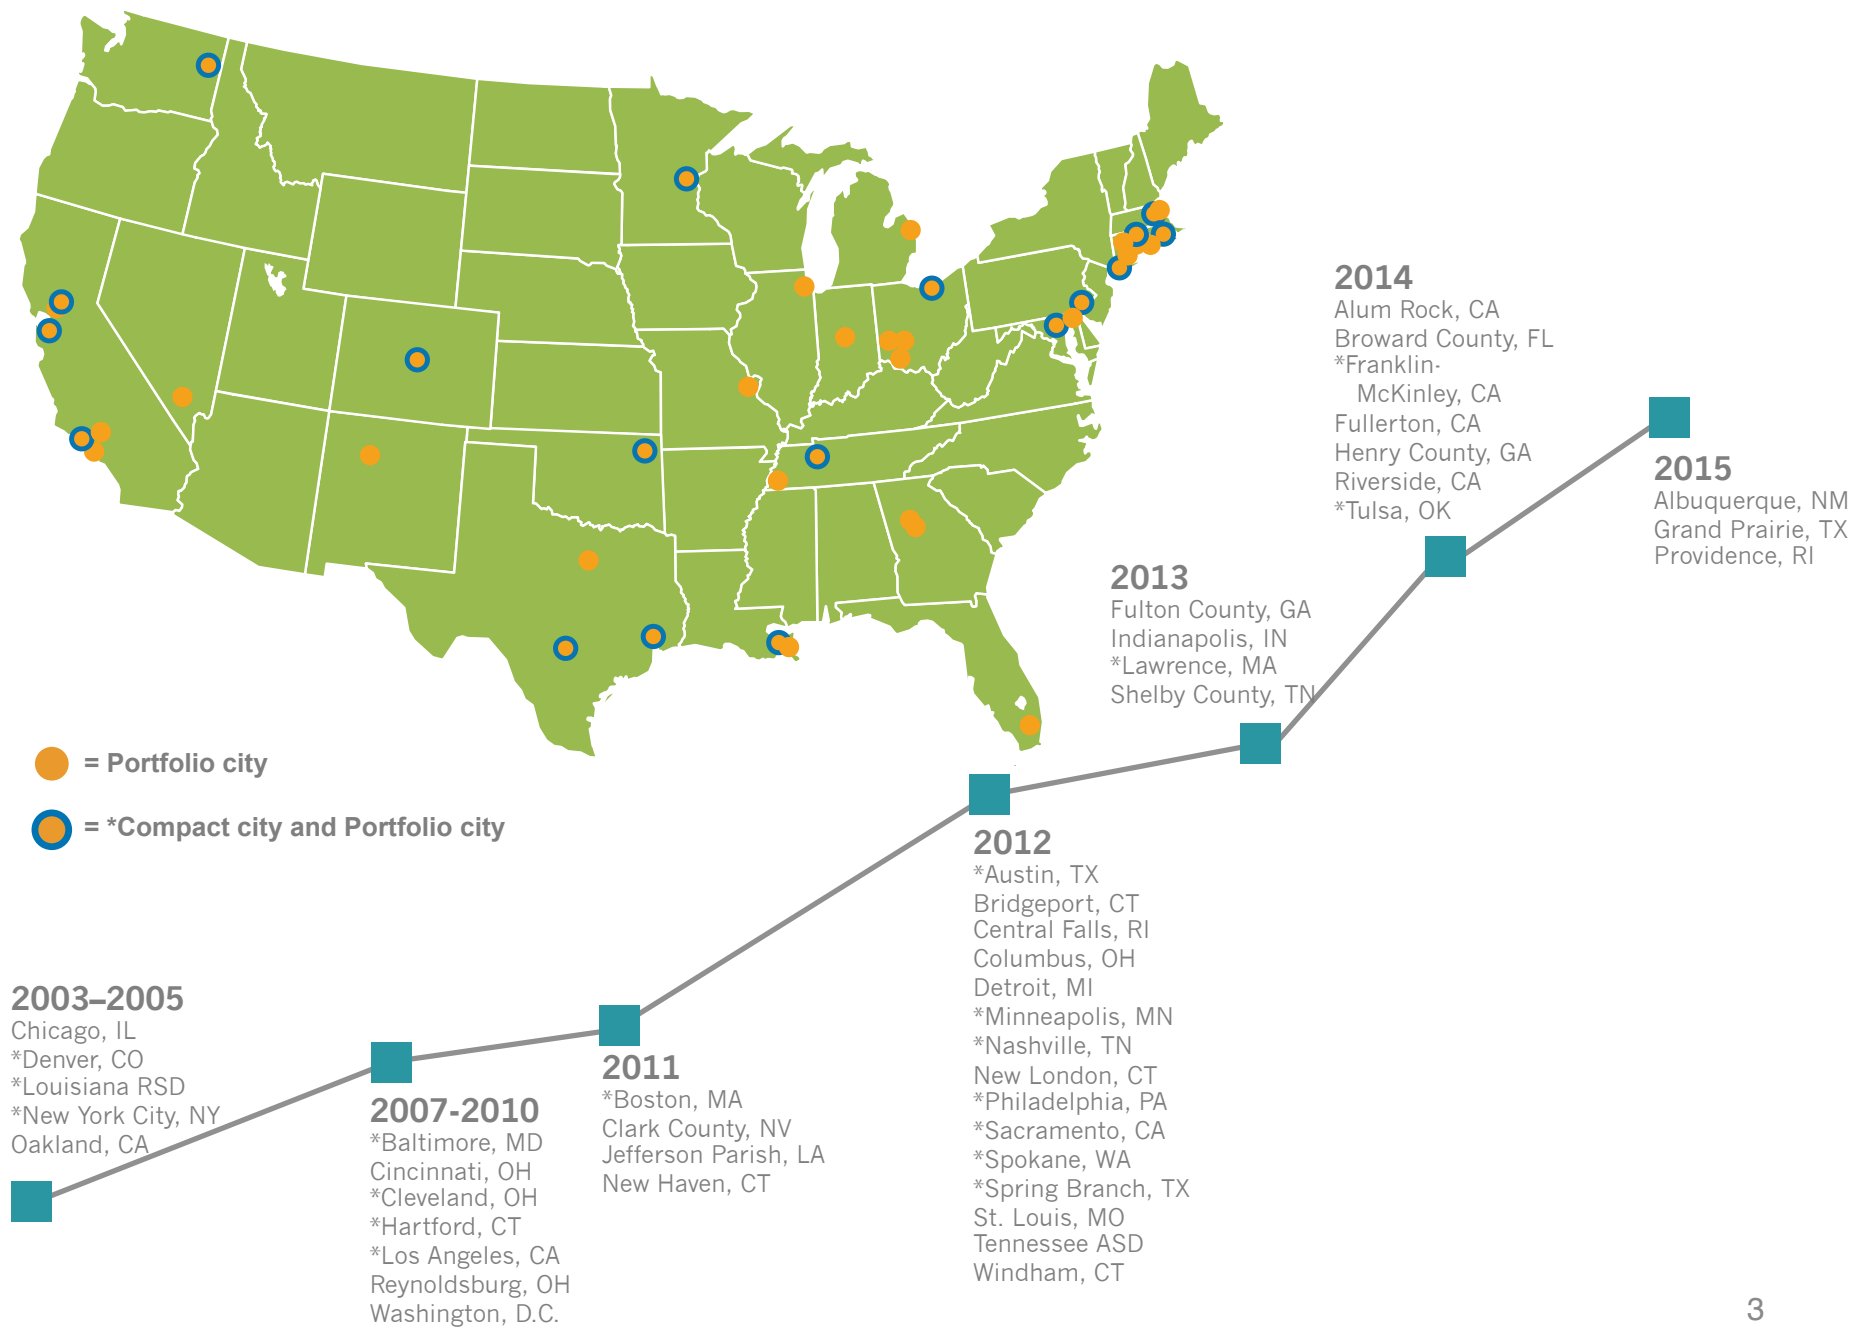 = Portfolio city
= *Compact city and Portfolio city
2003–2005
Chicago, IL
*Denver, CO
*Louisiana RSD
*New York City, NY
Oakland, CA
2007-2010
*Baltimore, MD
Cincinnati, OH
*Cleveland, OH
*Hartford, CT
*Los Angeles, CA
Reynoldsburg, OH
Washington, D.C.
2011
*Boston, MA
Clark County, NV
Jefferson Parish, LA
New Haven, CT
2012
*Austin, TX
Bridgeport, CT
Central Falls, RI
Columbus, OH
Detroit, MI
*Minneapolis, MN
*Nashville, TN
New London, CT
*Philadelphia, PA
*Sacramento, CA
*Spokane, WA
*Spring Branch, TX
St. Louis, MO
Tennessee ASD
Windham, CT
2013
Fulton County, GA
Indianapolis, IN
*Lawrence, MA
Shelby County, TN
2014
Alum Rock, CA
Broward County, FL
*Franklin-
McKinley, CA
Fullerton, CA
Henry County, GA
Riverside, CA
*Tulsa, OK
2015
Albuquerque, NM
Grand Prairie, TX
Providence, RI
3